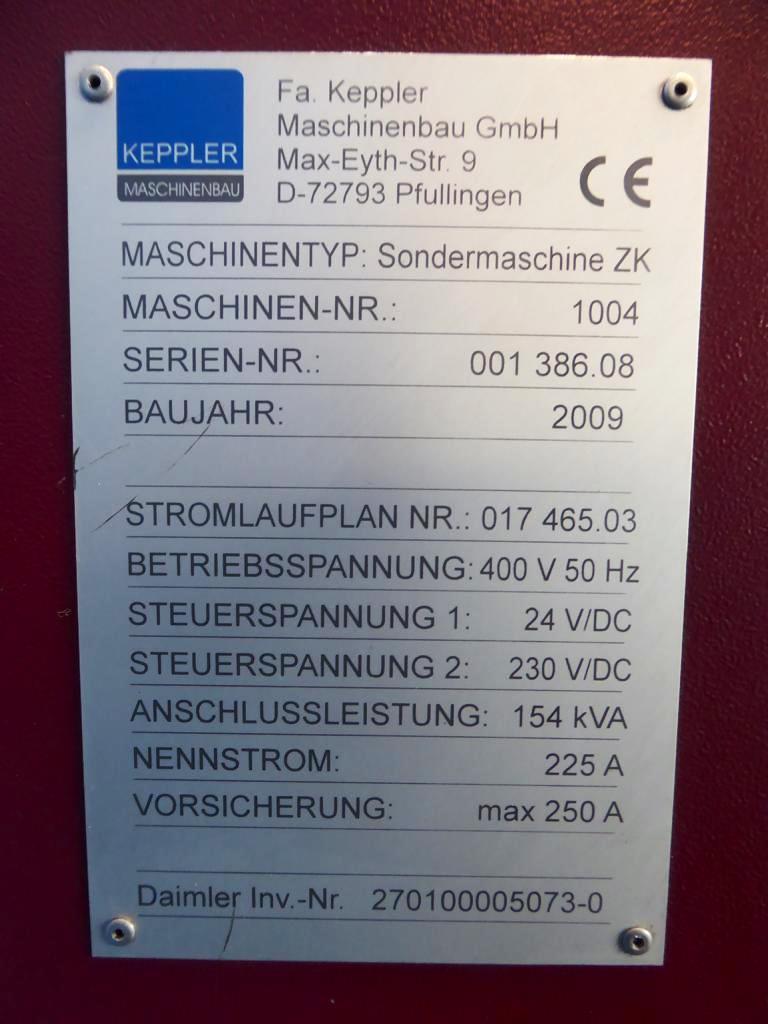 KEPPLER
MASCHINENBAU
Fa. Keppler
Maschinenbau GmbH
Max-Eyth-Str. 9
D-72793 Pfullingen
CE
MASCHINENTYP: Sondermaschine ZK
MASCHINEN-NR.: 1004
SERIEN-NR.: 001 386.08
BAUJAHR: 2009
STROMLAUFPLAN NR.: 017 465.03
BETRIEBSSPANNUNG: 400 V 50 Hz
STEUERSPANNUNG 1: 24 V/DC
STEUERSPANNUNG 2: 230 V/DC
ANSCHLUSSLEISTUNG: 154 kVA
NENNSTROM: 225 A
VORSICHERUNG: max 250 A
Daimler Inv.-Nr. 270100005073-0